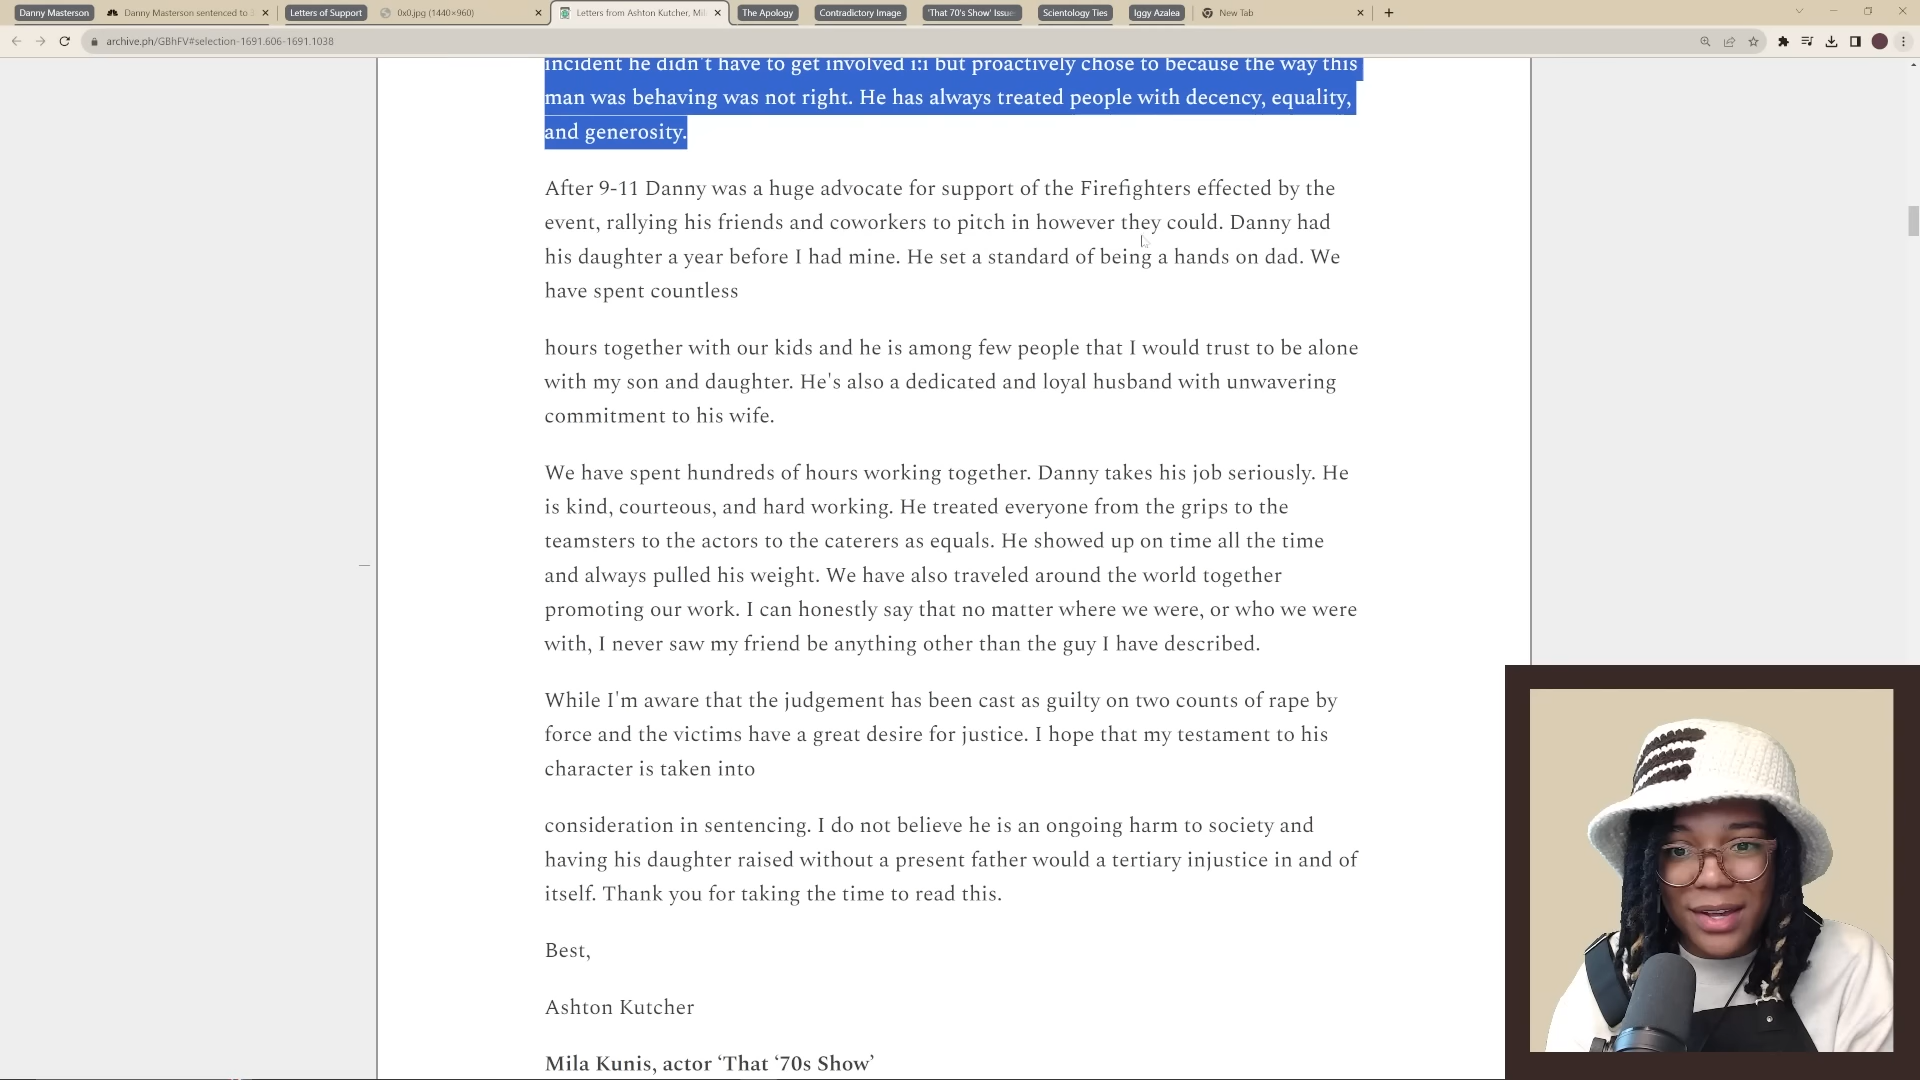 Danny Masterson
Danny Masterson sentenced to 3
Letters of Support
0x0.jpg (1440×960)
Letters from Ashton Kutcher, Mil
The Apology
Contradictory Image
'That 70's Show' Issue
Scientology Ties
Iggy Azalea
New Tab
archive.ph/GBhFV#selection-1691.606-1691.1038
incident he didn't have to get involved i:i but proactively chose to because the way this
man was behaving was not right. He has always treated people with decency, equality,
and generosity.
After 9-11 Danny was a huge advocate for support of the Firefighters effected by the
event, rallying his friends and coworkers to pitch in however they could. Danny had
his daughter a year before I had mine. He set a standard of being a hands on dad. We
have spent countless
hours together with our kids and he is among few people that I would trust to be alone
with my son and daughter. He's also a dedicated and loyal husband with unwavering
commitment to his wife.
We have spent hundreds of hours working together. Danny takes his job seriously. He
is kind, courteous, and hard working. He treated everyone from the grips to the
teamsters to the actors to the caterers as equals. He showed up on time all the time
and always pulled his weight. We have also traveled around the world together
promoting our work. I can honestly say that no matter where we were, or who we were
with, I never saw my friend be anything other than the guy I have described.
While I'm aware that the judgement has been cast as guilty on two counts of rape by
force and the victims have a great desire for justice. I hope that my testament to his
character is taken into
consideration in sentencing. I do not believe he is an ongoing harm to society and
having his daughter raised without a present father would a tertiary injustice in and of
itself. Thank you for taking the time to read this.
Best,
Ashton Kutcher
Mila Kunis, actor ‘That ‘70s Show’